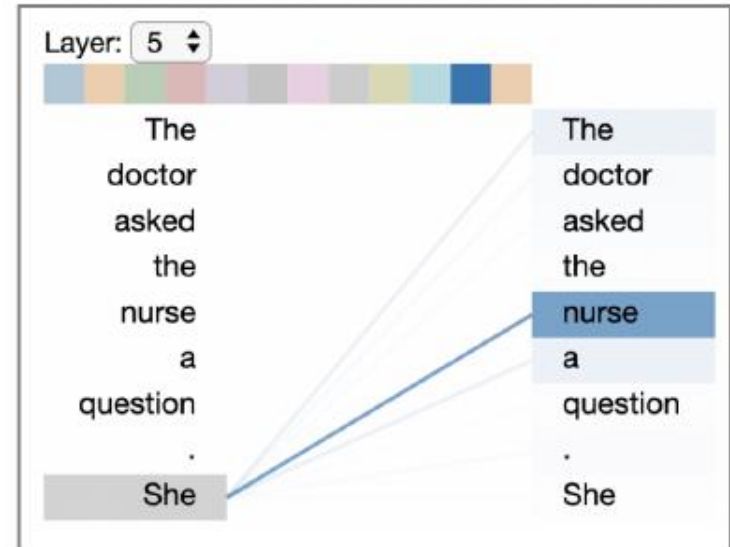 Layer: 5
The The
doctor doctor
asked asked
the the
nurse nurse
a a
question question
. .
She She